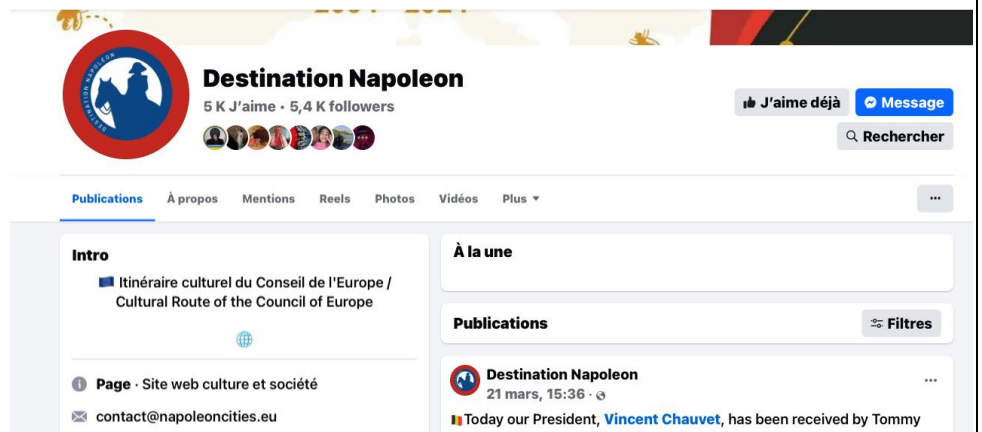 DESTINATION NAPOLEON
Destination Napoleon
5 K J’aime · 5,4 K followers
J’aime déjà
Message
Rechercher
Publications
À propos
Mentions
Reels
Photos
Vidéos
Plus
Intro
Itinéraire culturel du Conseil de l'Europe /
Cultural Route of the Council of Europe
Page · Site web culture et société
contact@napoleoncities.eu
À la une
Publications
Filtres
Destination Napoleon
21 mars, 15:36 ·
Today our President, Vincent Chauvet, has been received by Tommy